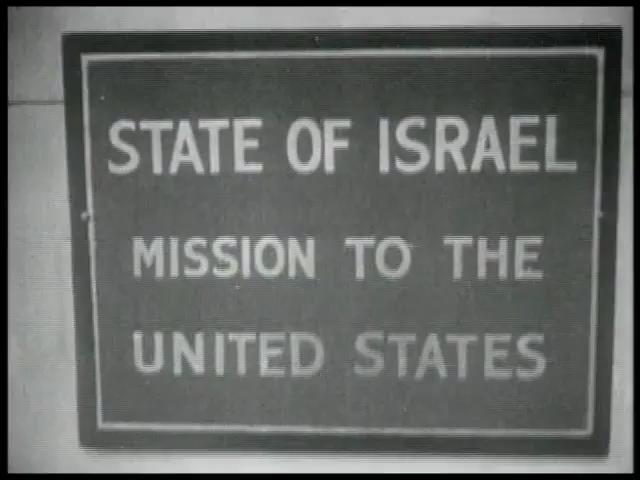 STATE OF ISRAEL
MISSION TO THE
UNITED STATES